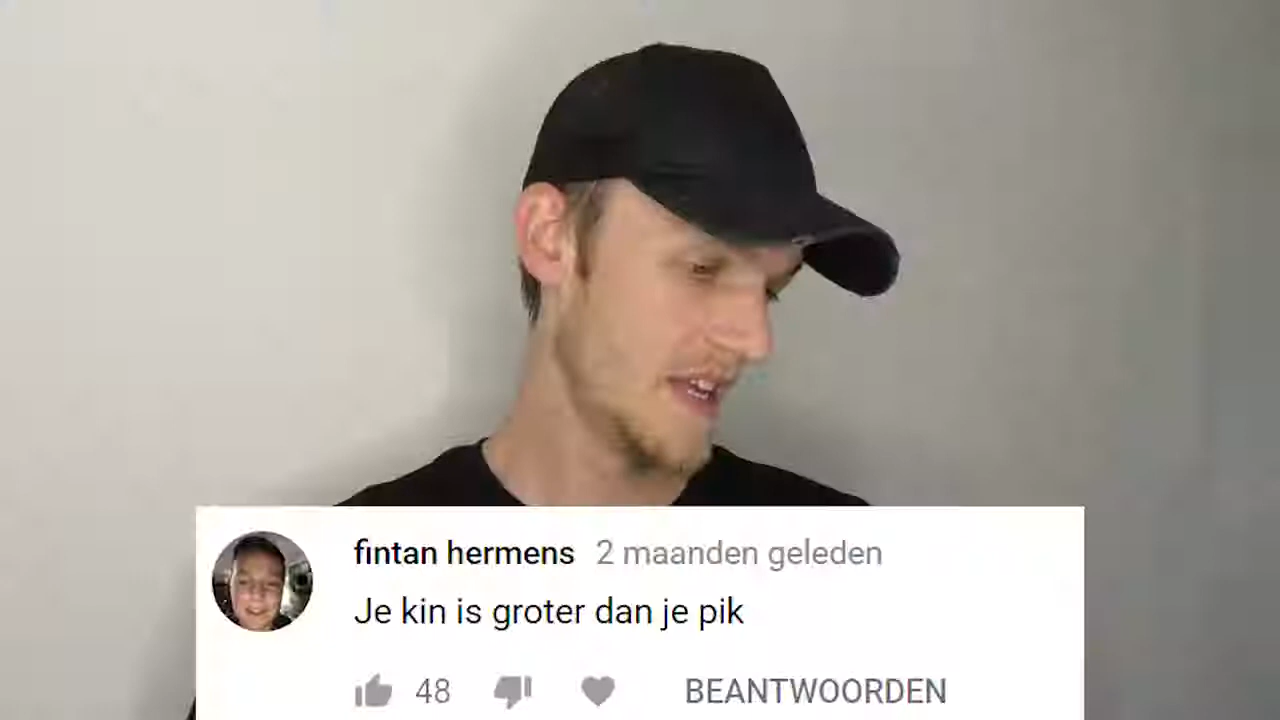 fintan hermens 2 maanden geleden
Je kin is groter dan je pik
48 BEANTWOORDEN